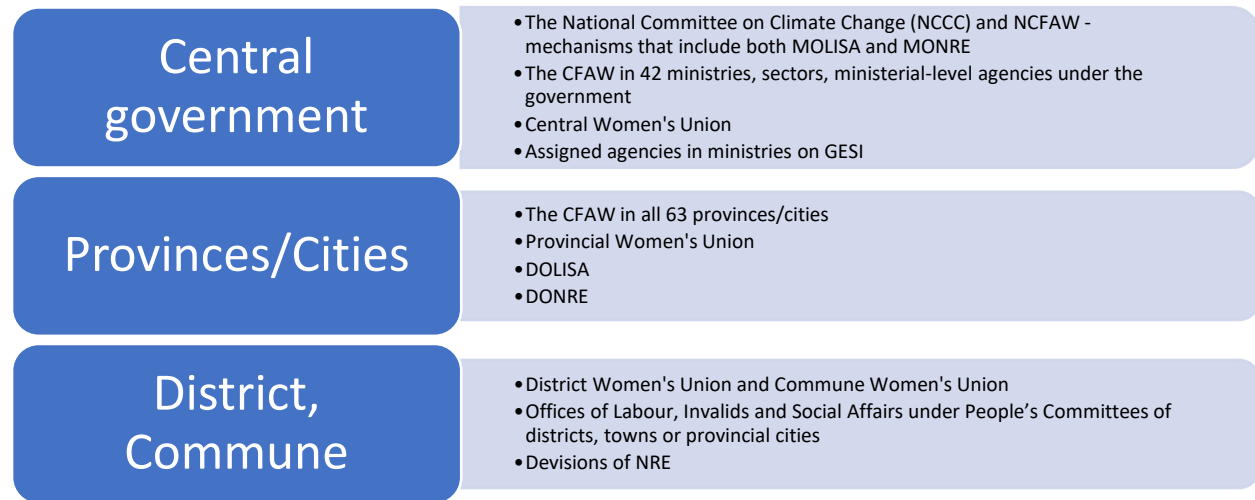 Central
government
•The National Committee on Climate Change (NCCC) and NCFAW -
mechanisms that include both MOLISA and MONRE
•The CFAW in 42 ministries, sectors, ministerial-level agencies under the
government
•Central Women's Union
•Assigned agencies in ministries on GESI
Provinces/Cities
•The CFAW in all 63 provinces/cities
•Provincial Women's Union
•DOLISA
•DONRE
District,
Commune
•District Women's Union and Commune Women's Union
•Offices of Labour, Invalids and Social Affairs under People’s Committees of
districts, towns or provincial cities
•Devisions of NRE